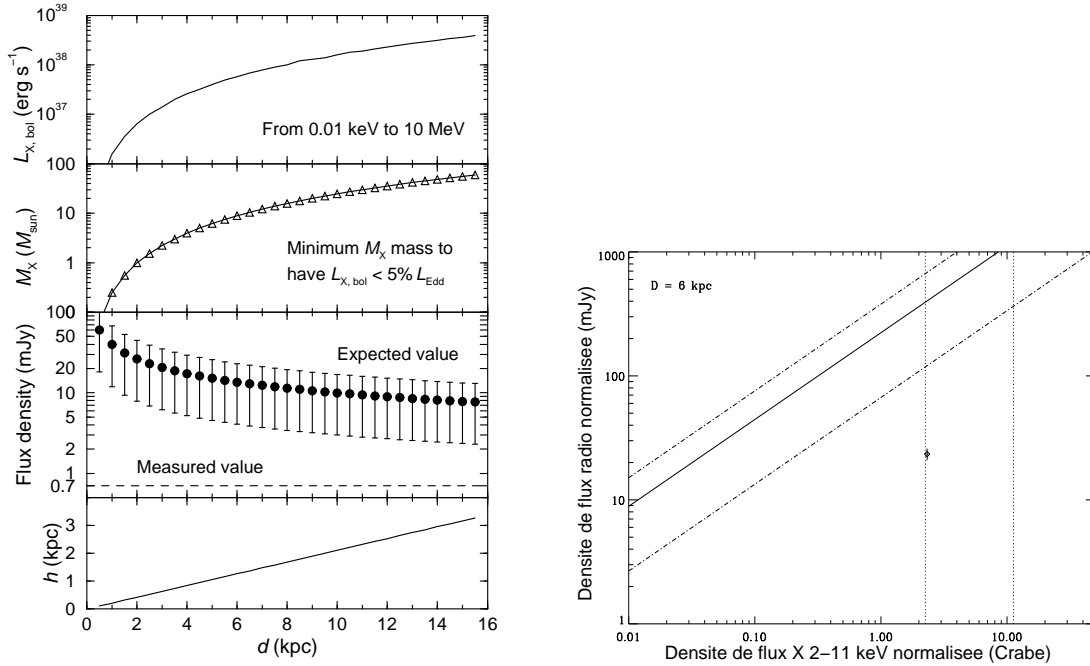 10^39
10^38
10^37
L_X, bol (erg s^−1)
From 0.01 keV to 10 MeV
100
10
1
M_X (M_sun)
Minimum M_X mass to
have L_X, bol < 5% L_Edd
100
50
20
10
5
2
1
0.7
Flux density (mJy)
Expected value
Measured value
3
2
1
0
h (kpc)
0 2 4 6 8 10 12 14 16
d (kpc)
1000
100
10
1
Densite de flux radio normalisee (mJy)
D = 6 kpc
0.01 0.10 1.00 10.00
Densite de flux X 2−11 keV normalisee (Crabe)